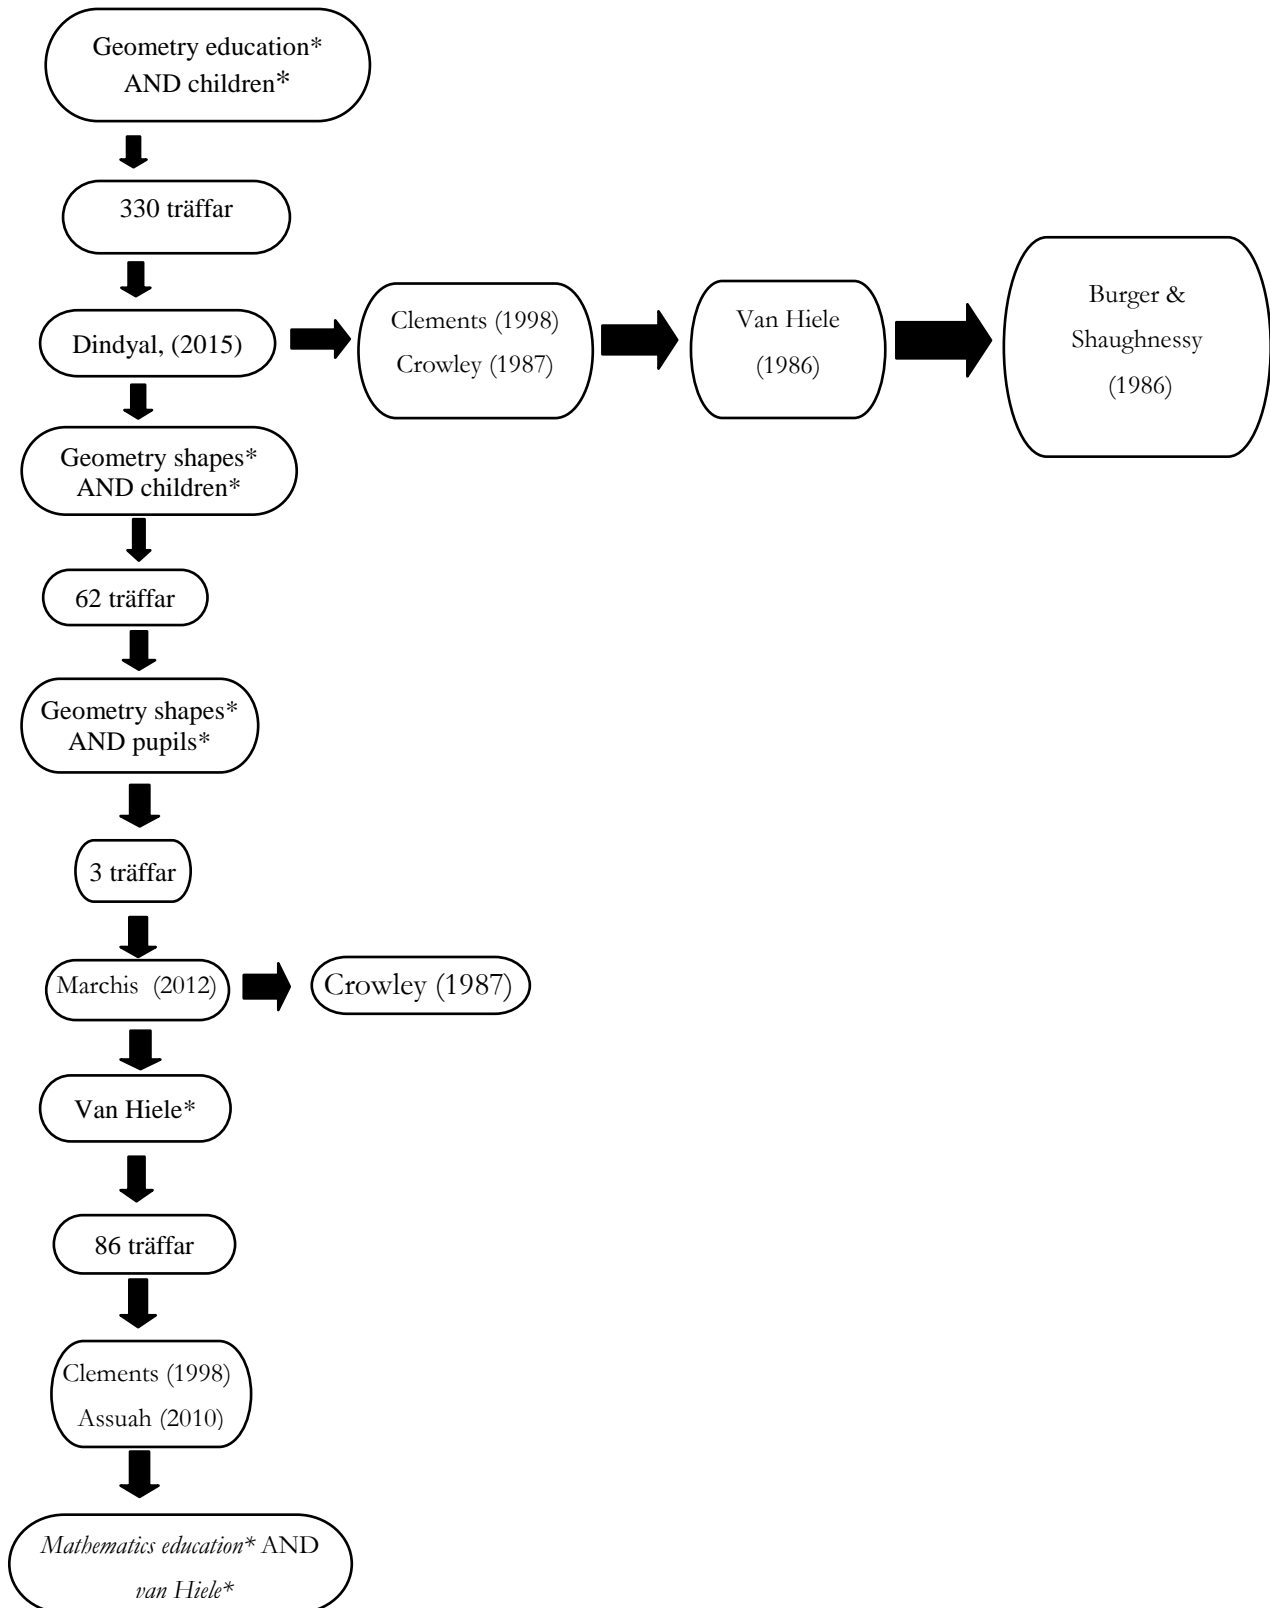 Geometry education*
AND children*
330 träffar
Dindyal, (2015)
Clements (1998)
Crowley (1987)
Van Hiele
(1986)
Burger &
Shaughnessy
(1986)
Geometry shapes*
AND children*
62 träffar
Geometry shapes*
AND pupils*
3 träffar
Marchis (2012)
Crowley (1987)
Van Hiele*
86 träffar
Clements (1998)
Assuah (2010)
Mathematics education* AND
van Hiele*